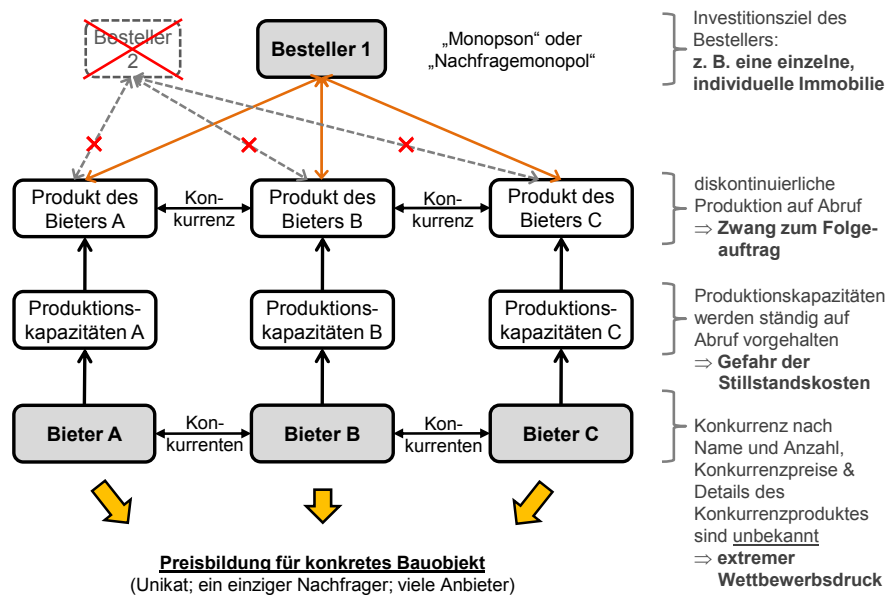 Besteller
2
Besteller 1
„Monopson“ oder
„Nachfragemonopol“
Investitionsziel des
Bestellers:
z. B. eine einzelne,
individuelle Immobilie
Produkt des
Bieters A
Kon-
kurrenz
Produkt des
Bieters B
Kon-
kurrenz
Produkt des
Bieters C
diskontinuierliche
Produktion auf Abruf
⇒ Zwang zum Folge-
auftrag
Produktions-
kapazitäten A
Produktions-
kapazitäten B
Produktions-
kapazitäten C
Produktionskapazitäten
werden ständig auf
Abruf vorgehalten
⇒ Gefahr der
Stillstandskosten
Bieter A
Kon-
kurrenten
Bieter B
Kon-
kurrenten
Bieter C
Konkurrenz nach
Name und Anzahl,
Konkurrenzpreise &
Details des
Konkurrenzproduktes
sind unbekannt
⇒ extremer
Wettbewerbsdruck
Preisbildung für konkretes Bauobjekt
(Unikat; ein einziger Nachfrager; viele Anbieter)